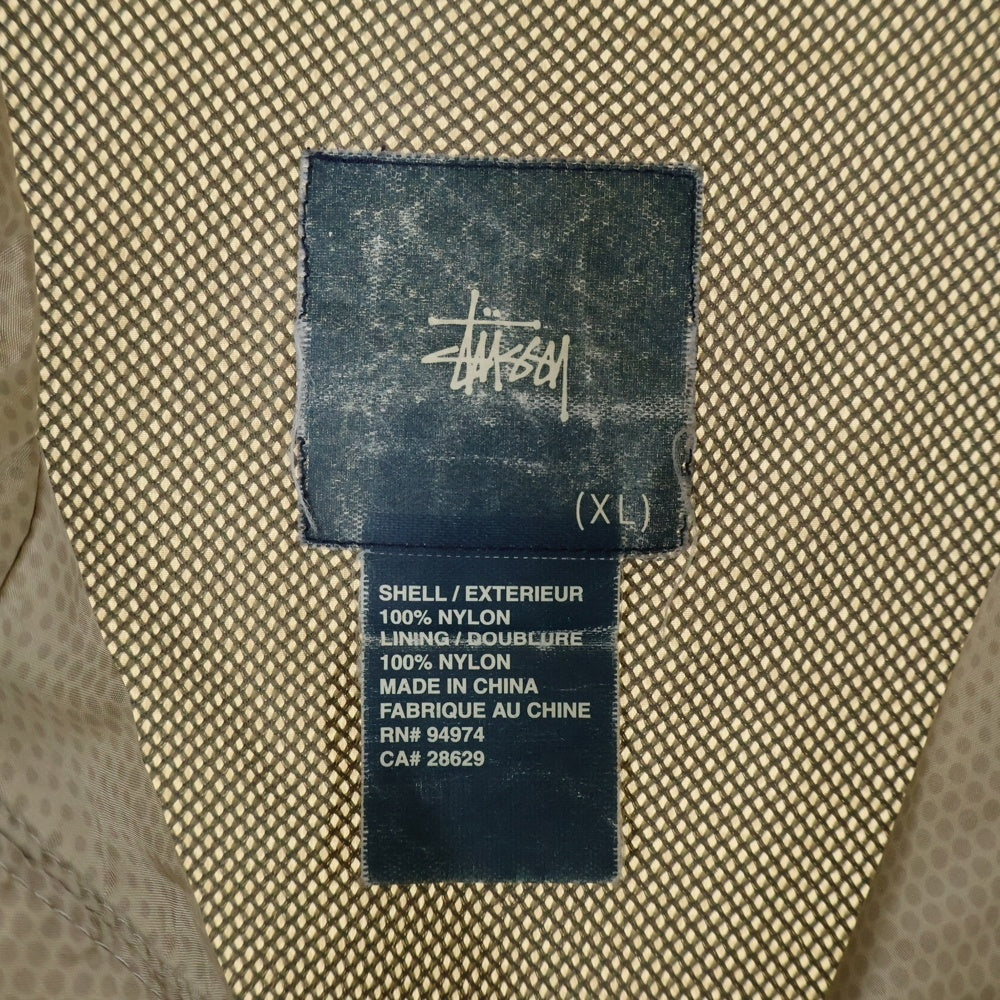 Stüssy
(XL)
SHELL / EXTERIEUR
100% NYLON
LINING / DOUBLURE
100% NYLON
MADE IN CHINA
FABRIQUE AU CHINE
RN# 94974
CA# 28629